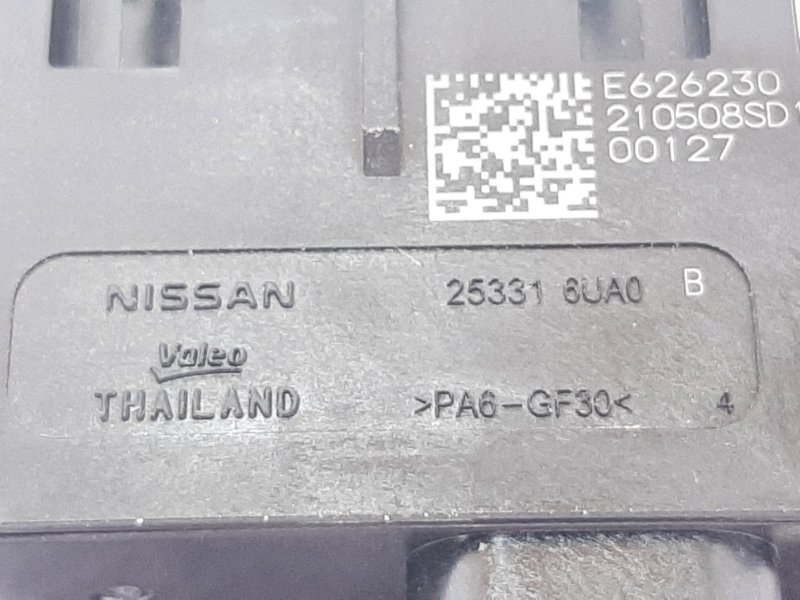 E626230
210508SD1
00127
NISSAN 25331 6UA0 B
Valeo
THAILAND >PA6-GF30< 4